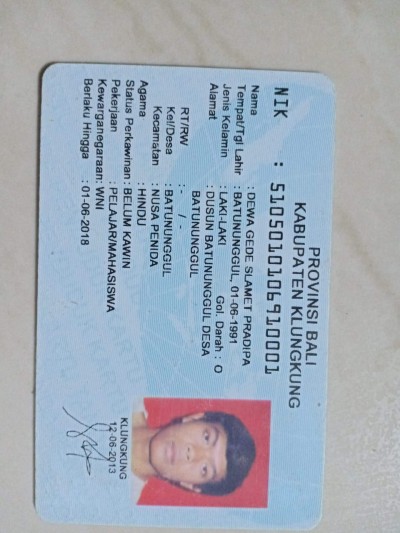 PROVINSI BALI
KABUPATEN KLUNGKUNG
NIK : 5105010106910001
Nama : DEWA GEDE SLAMET PRADIPA
Tempat/Tgl Lahir : BATUNUNGGUL, 01-06-1991
Jenis Kelamin : LAKI-LAKI Gol. Darah : O
Alamat : DUSUN BATUNUNGGUL DESA
BATUNUNGGUL
RT/RW : - / -
Kel/Desa : BATUNUNGGUL
Kecamatan : NUSA PENIDA
Agama : HINDU
Status Perkawinan : BELUM KAWIN
Pekerjaan : PELAJAR/MAHASISWA
Kewarganegaraan: WNI
Berlaku Hingga : 01-06-2018
KLUNGKUNG
12-06-2013